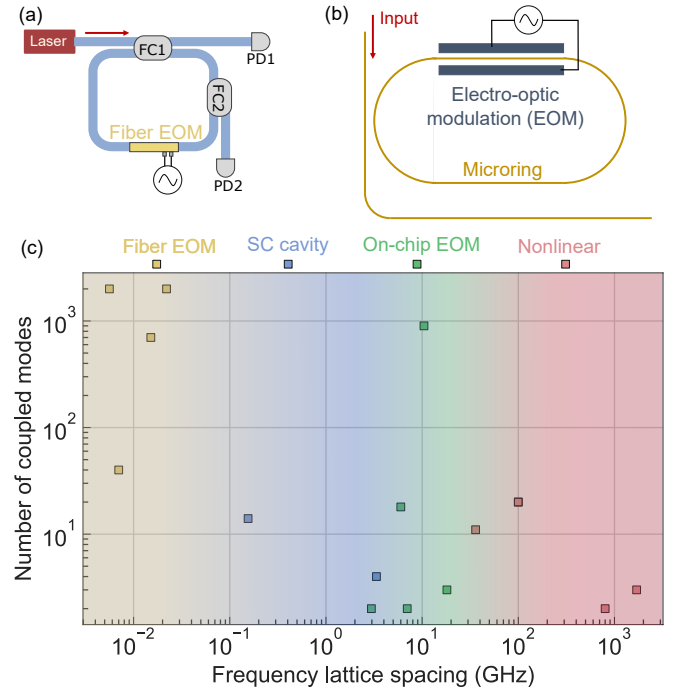 (a)
Laser
FC1
PD1
FC2
Fiber EOM
PD2
(b)
Input
Electro-optic
modulation (EOM)
Microring
(c)
Fiber EOM SC cavity On-chip EOM Nonlinear
Number of coupled modes
10³
10²
10¹
10⁻² 10⁻¹ 10⁰ 10¹ 10² 10³
Frequency lattice spacing (GHz)